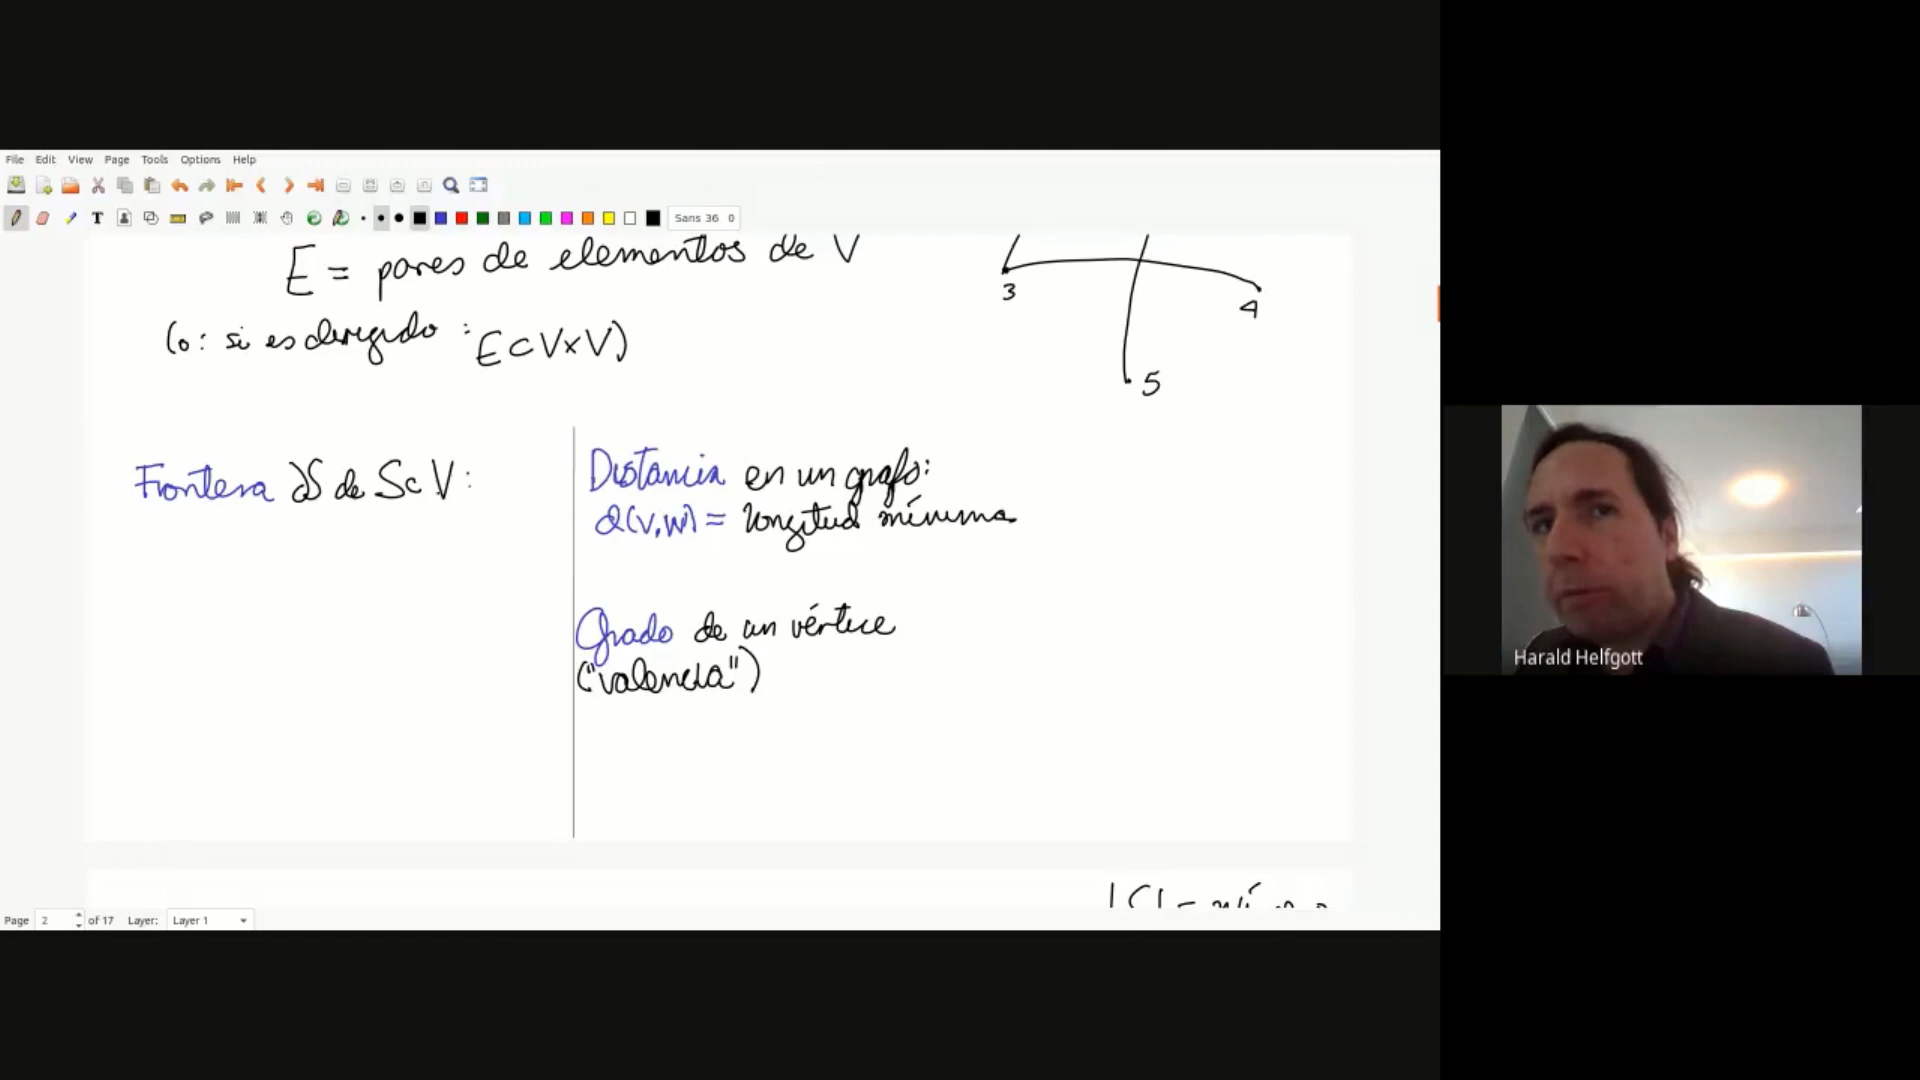 File Edit View Page Tools Options Help
Sans 36 0
E = pares de elementos de V
(o: si es dirigido : E⊂V×V)
3
4
5
Frontera ∂S de S⊂V:
Distancia en un grafo:
d(v,w) = longitud mínima
Grado de un vértice
("valencia")
|C| =
Page 2 of 17 Layer: Layer 1
Harald Helfgott